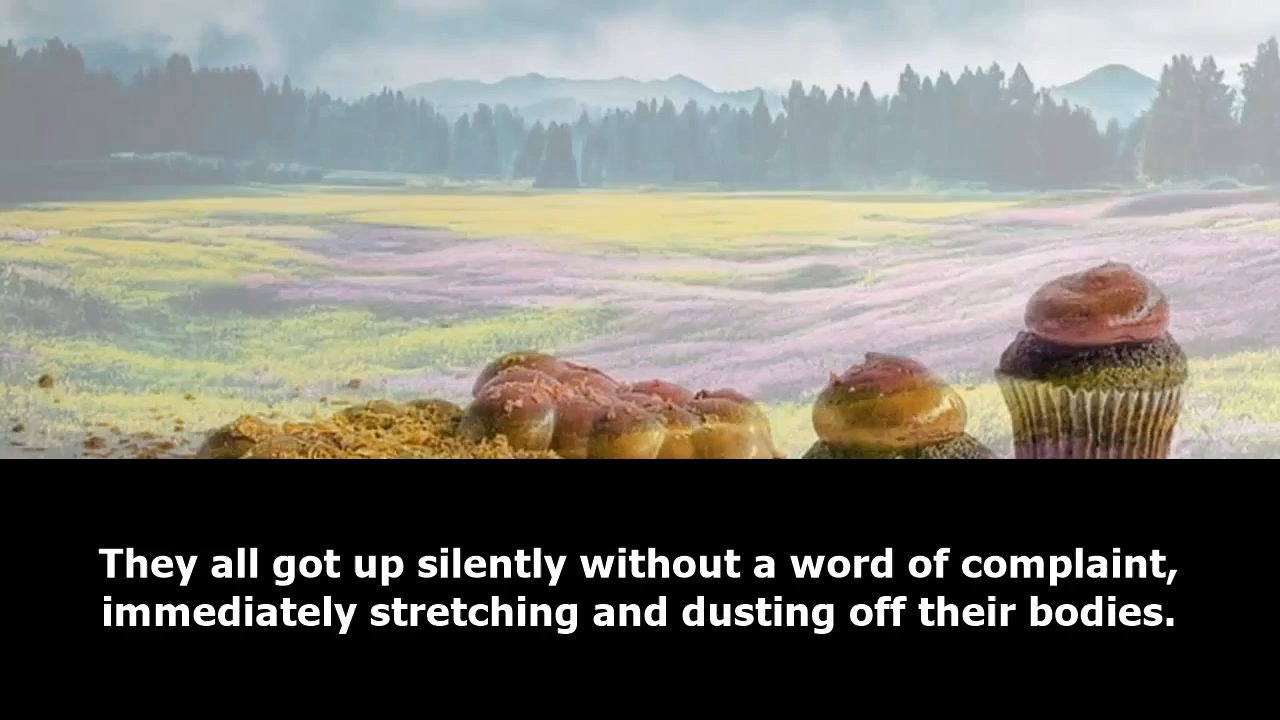 They all got up silently without a word of complaint,
immediately stretching and dusting off their bodies.